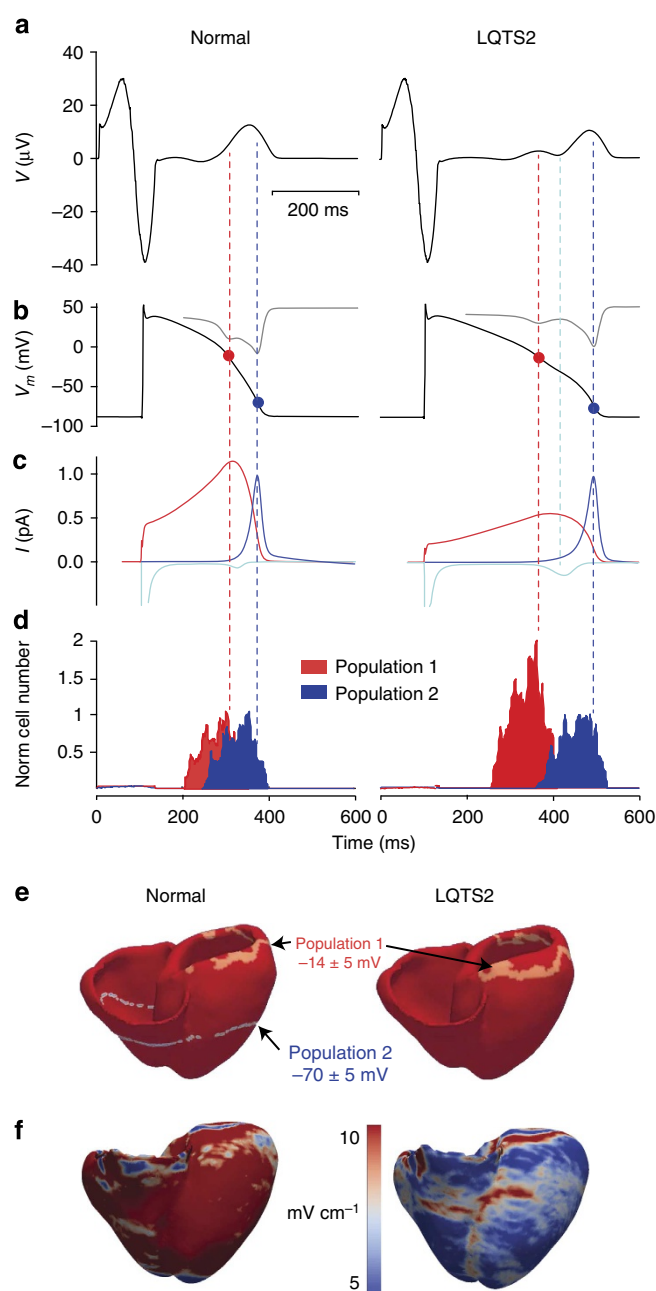 a
Normal
LQTS2
40
20
0
−20
−40
V (μV)
200 ms
b
50
0
−50
−100
Vm (mV)
c
1.0
0.5
0.0
I (pA)
d
2
1.5
1
0.5
Norm cell number
Population 1
Population 2
0 200 400 600
0 200 400 600
Time (ms)
e
Normal
LQTS2
Population 1
−14 ± 5 mV
Population 2
−70 ± 5 mV
f
10
mV cm⁻¹
5